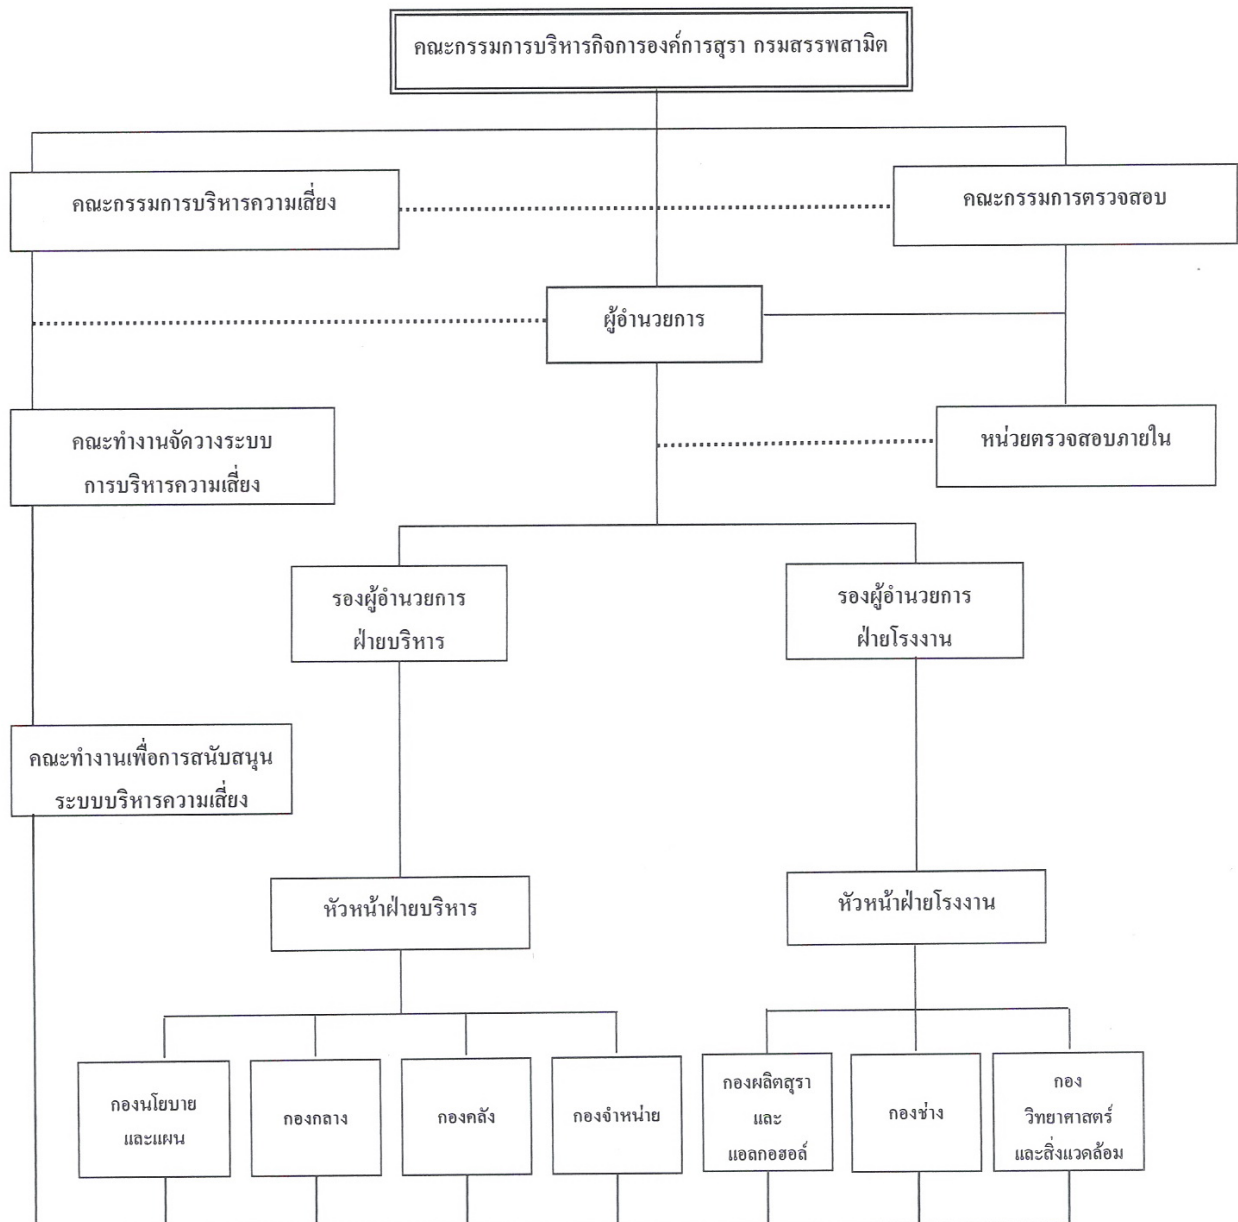 คณะกรรมการบริหารกิจการองค์การสุรา กรมสรรพสามิต
คณะกรรมการบริหารความเสี่ยง
คณะกรรมการตรวจสอบ
ผู้อำนวยการ
คณะทำงานจัดวางระบบ
การบริหารความเสี่ยง
หน่วยตรวจสอบภายใน
รองผู้อำนวยการ
ฝ่ายบริหาร
รองผู้อำนวยการ
ฝ่ายโรงงาน
คณะทำงานเพื่อการสนับสนุน
ระบบบริหารความเสี่ยง
หัวหน้าฝ่ายบริหาร
หัวหน้าฝ่ายโรงงาน
กองนโยบาย
และแผน
กองกลาง
กองคลัง
กองจำหน่าย
กองผลิตสุรา
และ
แอลกอฮอล์
กองช่าง
กอง
วิทยาศาสตร์
และสิ่งแวดล้อม